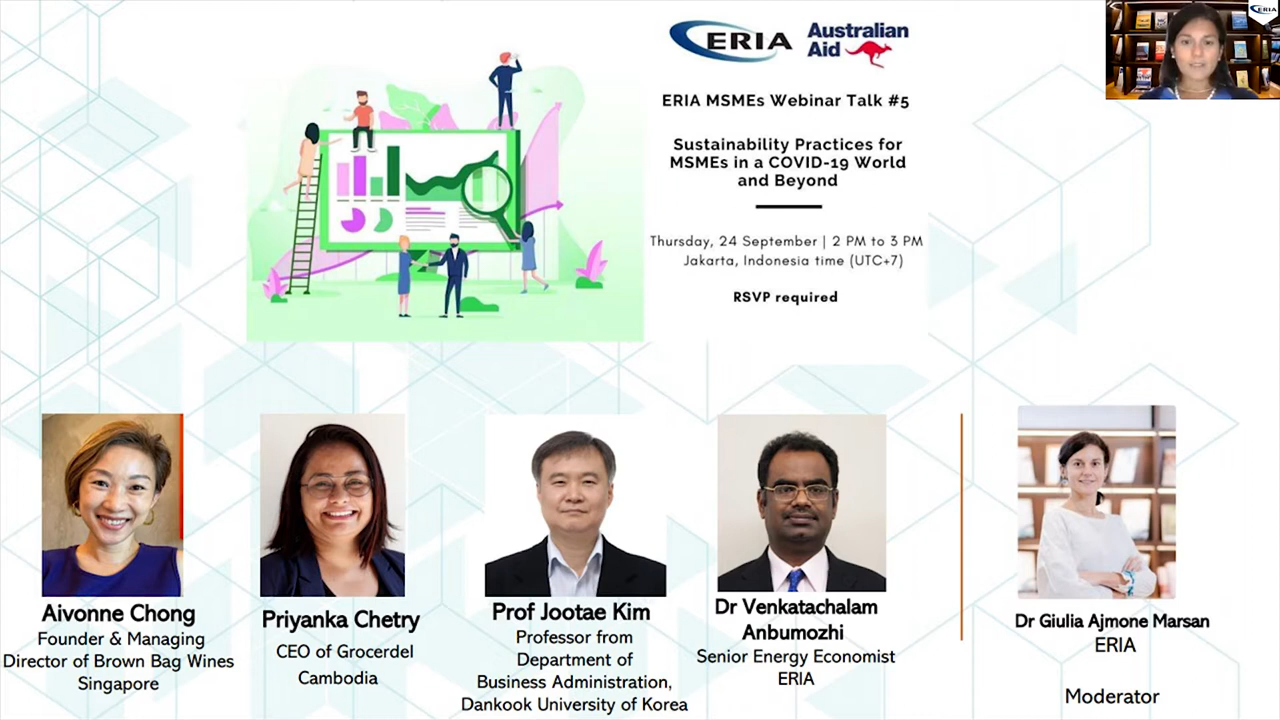 ERIA
Australian
Aid
ERIA
ERIA MSMEs Webinar Talk #5
Sustainability Practices for
MSMEs in a COVID-19 World
and Beyond
Thursday, 24 September | 2 PM to 3 PM
Jakarta, Indonesia time (UTC+7)
RSVP required
Aivonne Chong
Founder & Managing
Director of Brown Bag Wines
Singapore
Priyanka Chetry
CEO of Grocerdel
Cambodia
Prof Jootae Kim
Professor from
Department of
Business Administration,
Dankook University of Korea
Dr Venkatachalam
Anbumozhi
Senior Energy Economist
ERIA
Dr Giulia Ajmone Marsan
ERIA
Moderator